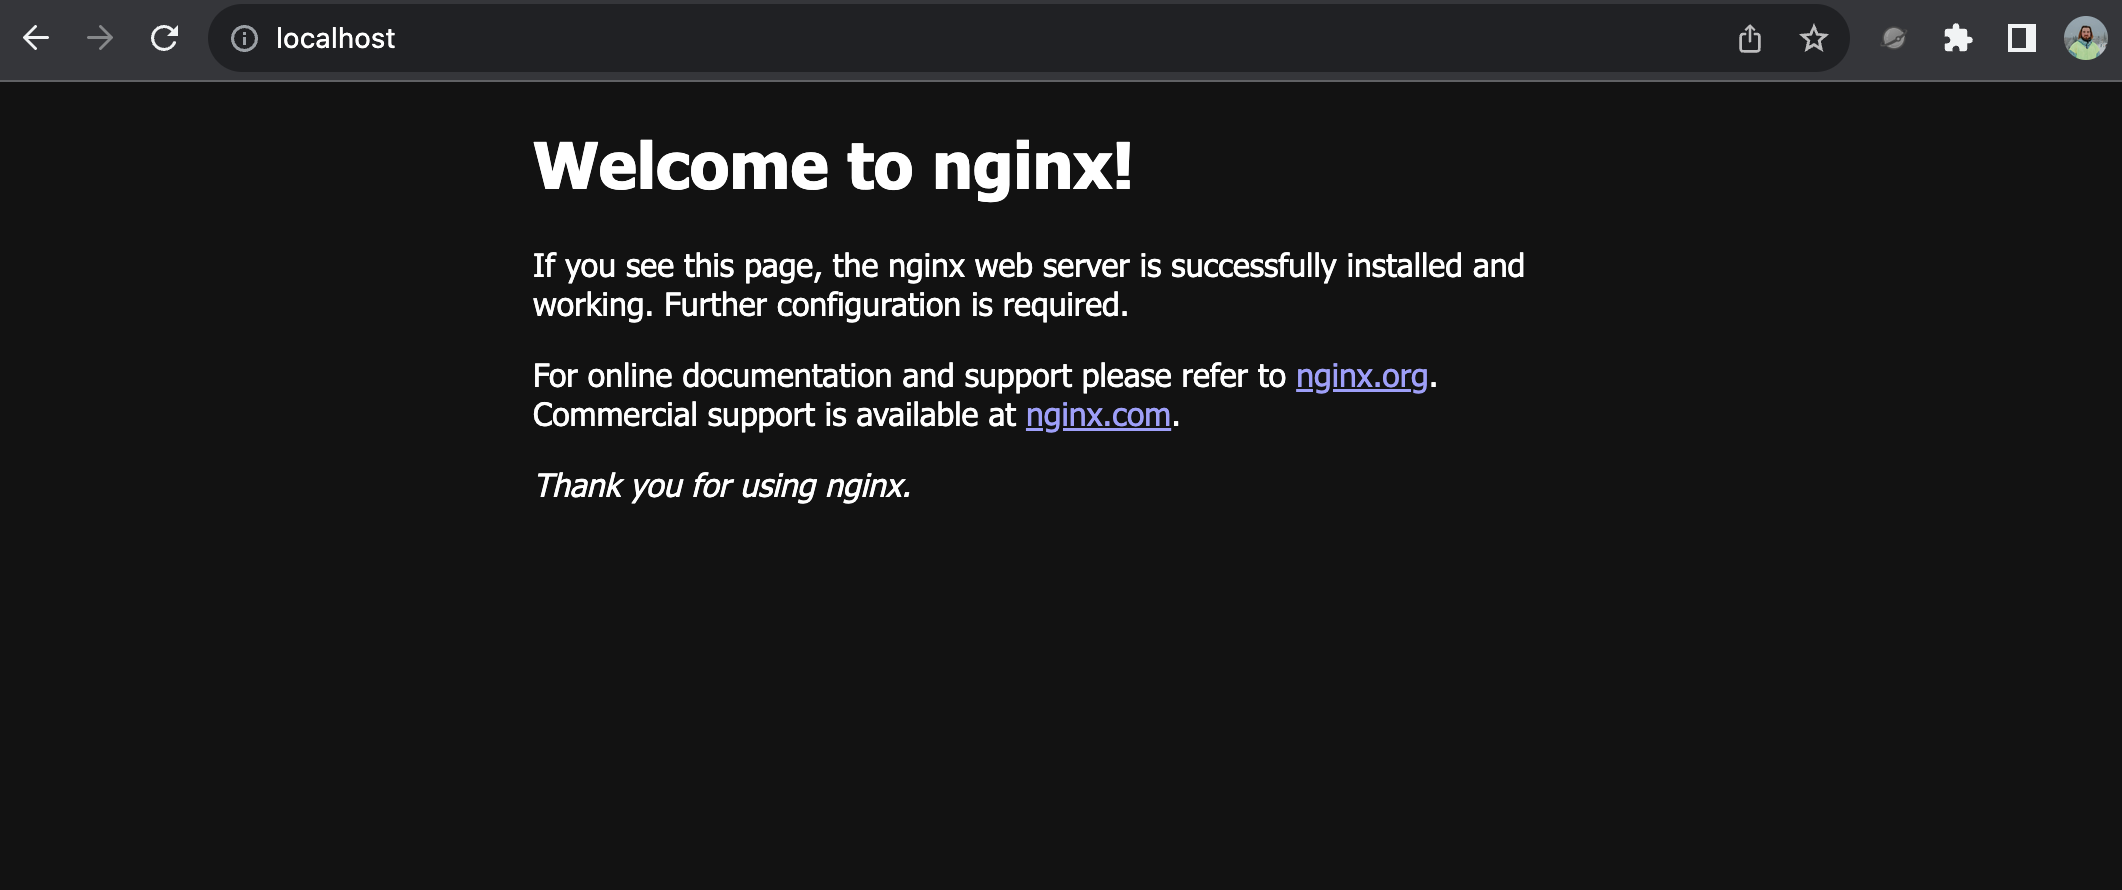 localhost
Welcome to nginx!
If you see this page, the nginx web server is successfully installed and
working. Further configuration is required.
For online documentation and support please refer to nginx.org.
Commercial support is available at nginx.com.
Thank you for using nginx.